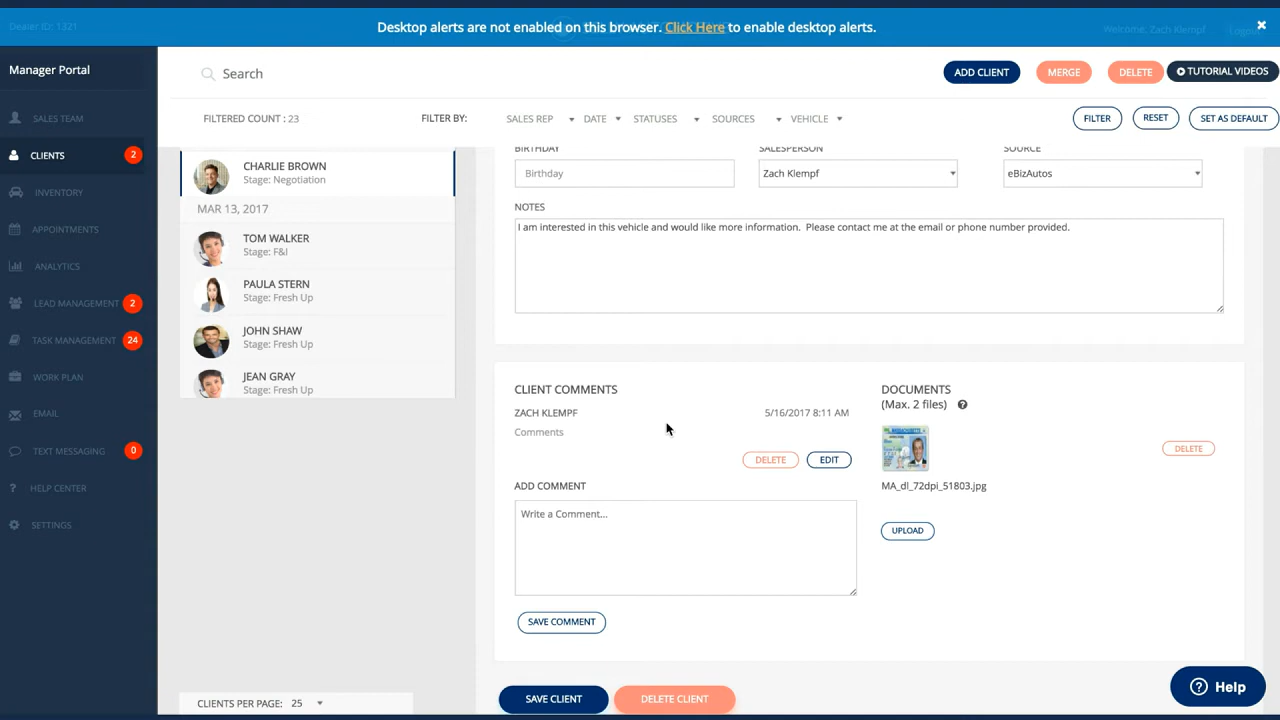 Dealer ID: 1321
Desktop alerts are not enabled on this browser. Click Here to enable desktop alerts.
Welcome, Zach Klempf
Manager Portal
Search
ADD CLIENT
MERGE
DELETE
TUTORIAL VIDEOS
FILTERED COUNT : 23
FILTER BY:
SALES REP
DATE
STATUSES
SOURCES
VEHICLE
FILTER
RESET
SET AS DEFAULT
SALES TEAM
CLIENTS 2
INVENTORY
APPOINTMENTS
ANALYTICS
LEAD MANAGEMENT 2
TASK MANAGEMENT 24
WORK PLAN
EMAIL
TEXT MESSAGING 0
HELP CENTER
SETTINGS
CHARLIE BROWN
Stage: Negotiation
MAR 13, 2017
TOM WALKER
Stage: F&I
PAULA STERN
Stage: Fresh Up
JOHN SHAW
Stage: Fresh Up
JEAN GRAY
Stage: Fresh Up
CLIENTS PER PAGE: 25
BIRTHDAY
SALESPERSON
SOURCE
Birthday
Zach Klempf
eBizAutos
NOTES
I am interested in this vehicle and would like more information. Please contact me at the email or phone number provided.
CLIENT COMMENTS
ZACH KLEMPF
5/16/2017 8:11 AM
Comments
DELETE
EDIT
ADD COMMENT
Write a Comment...
SAVE COMMENT
DOCUMENTS
(Max. 2 files)
DELETE
MA_dl_72dpi_51803.jpg
UPLOAD
SAVE CLIENT
DELETE CLIENT
Help